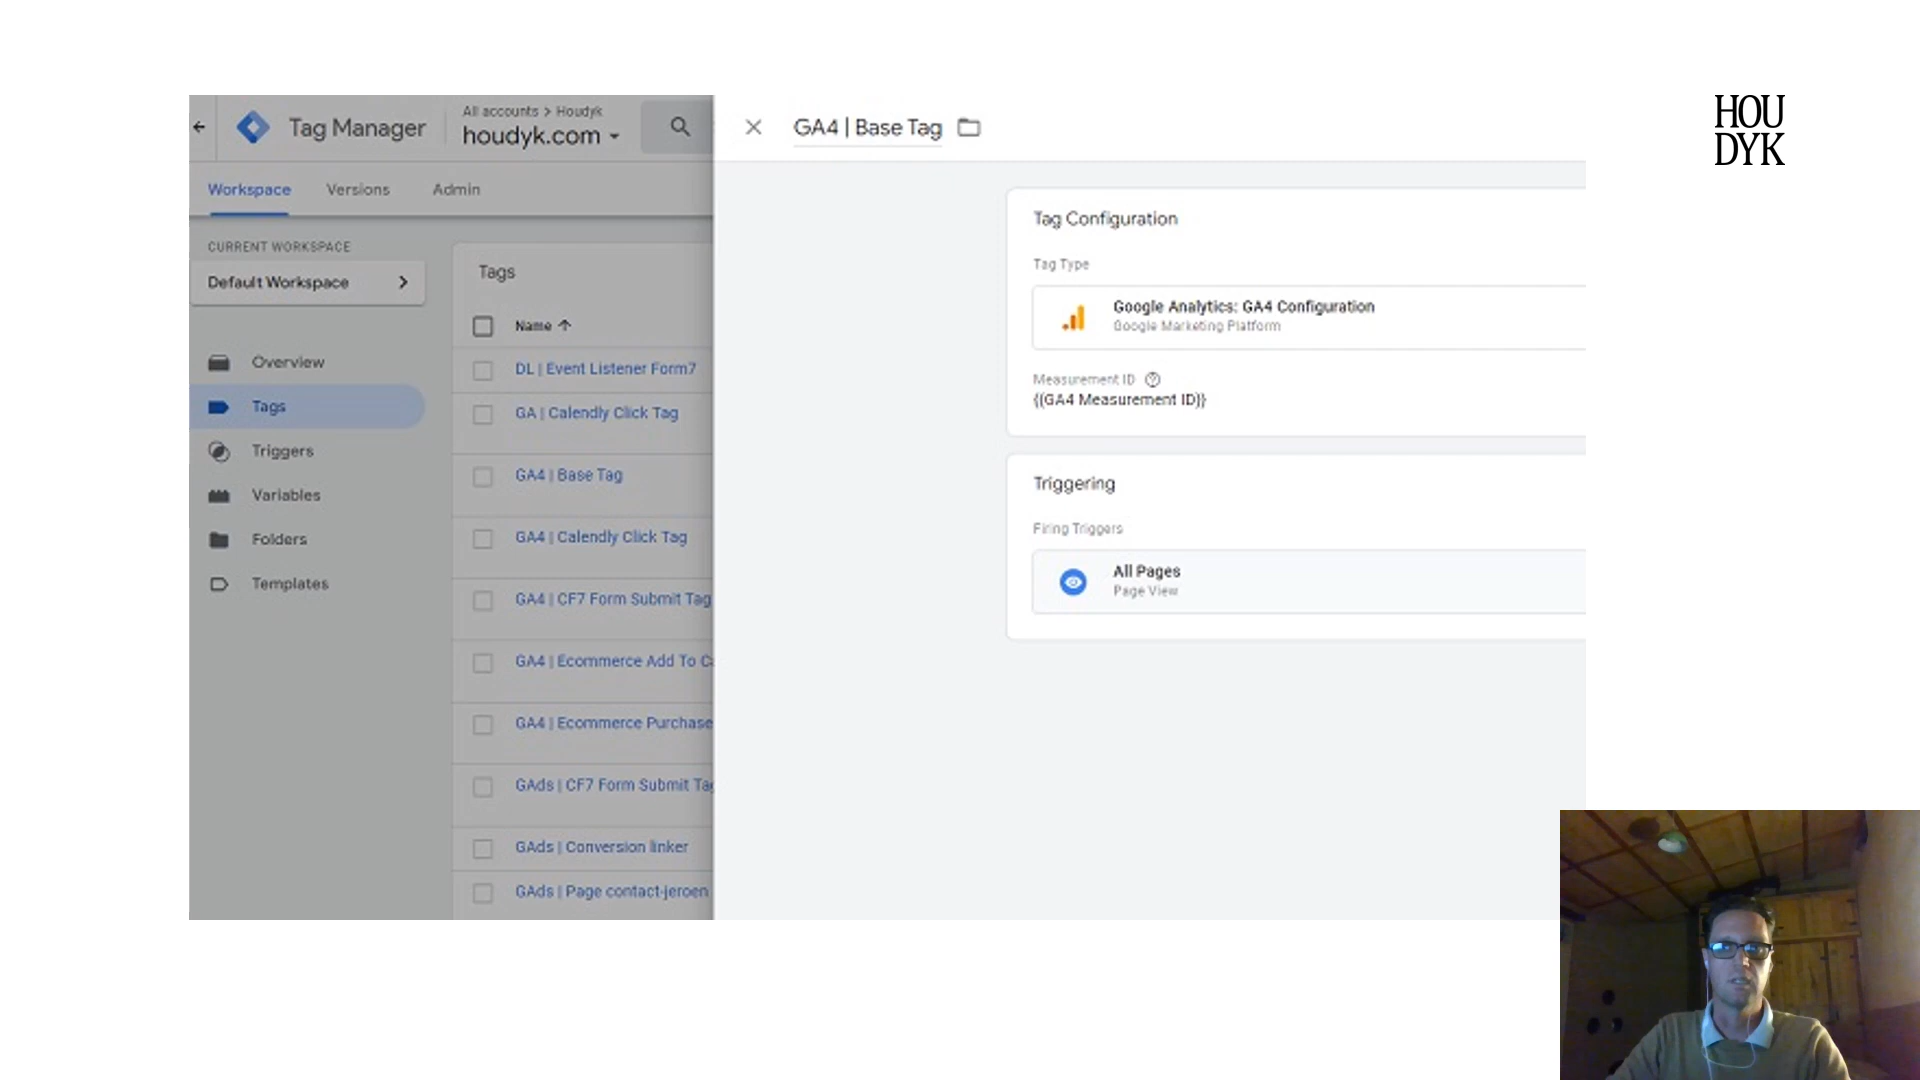 All accounts > Houdyk
Tag Manager
houdyk.com
GA4 | Base Tag
HOU
DYK
Workspace
Versions
Admin
CURRENT WORKSPACE
Default Workspace
Overview
Tags
Triggers
Variables
Folders
Templates
Tags
Name
DL | Event Listener Form7
GA | Calendly Click Tag
GA4 | Base Tag
GA4 | Calendly Click Tag
GA4 | CF7 Form Submit Tag
GA4 | Ecommerce Add To
GA4 | Ecommerce Purchase
GAds | CF7 Form Submit
GAds | Conversion linker
GAds | Page contact-jeroen
Tag Configuration
Tag Type
Google Analytics: GA4 Configuration
Google Marketing Platform
Measurement ID
{{GA4 Measurement ID}}
Triggering
Firing Triggers
All Pages
Page View